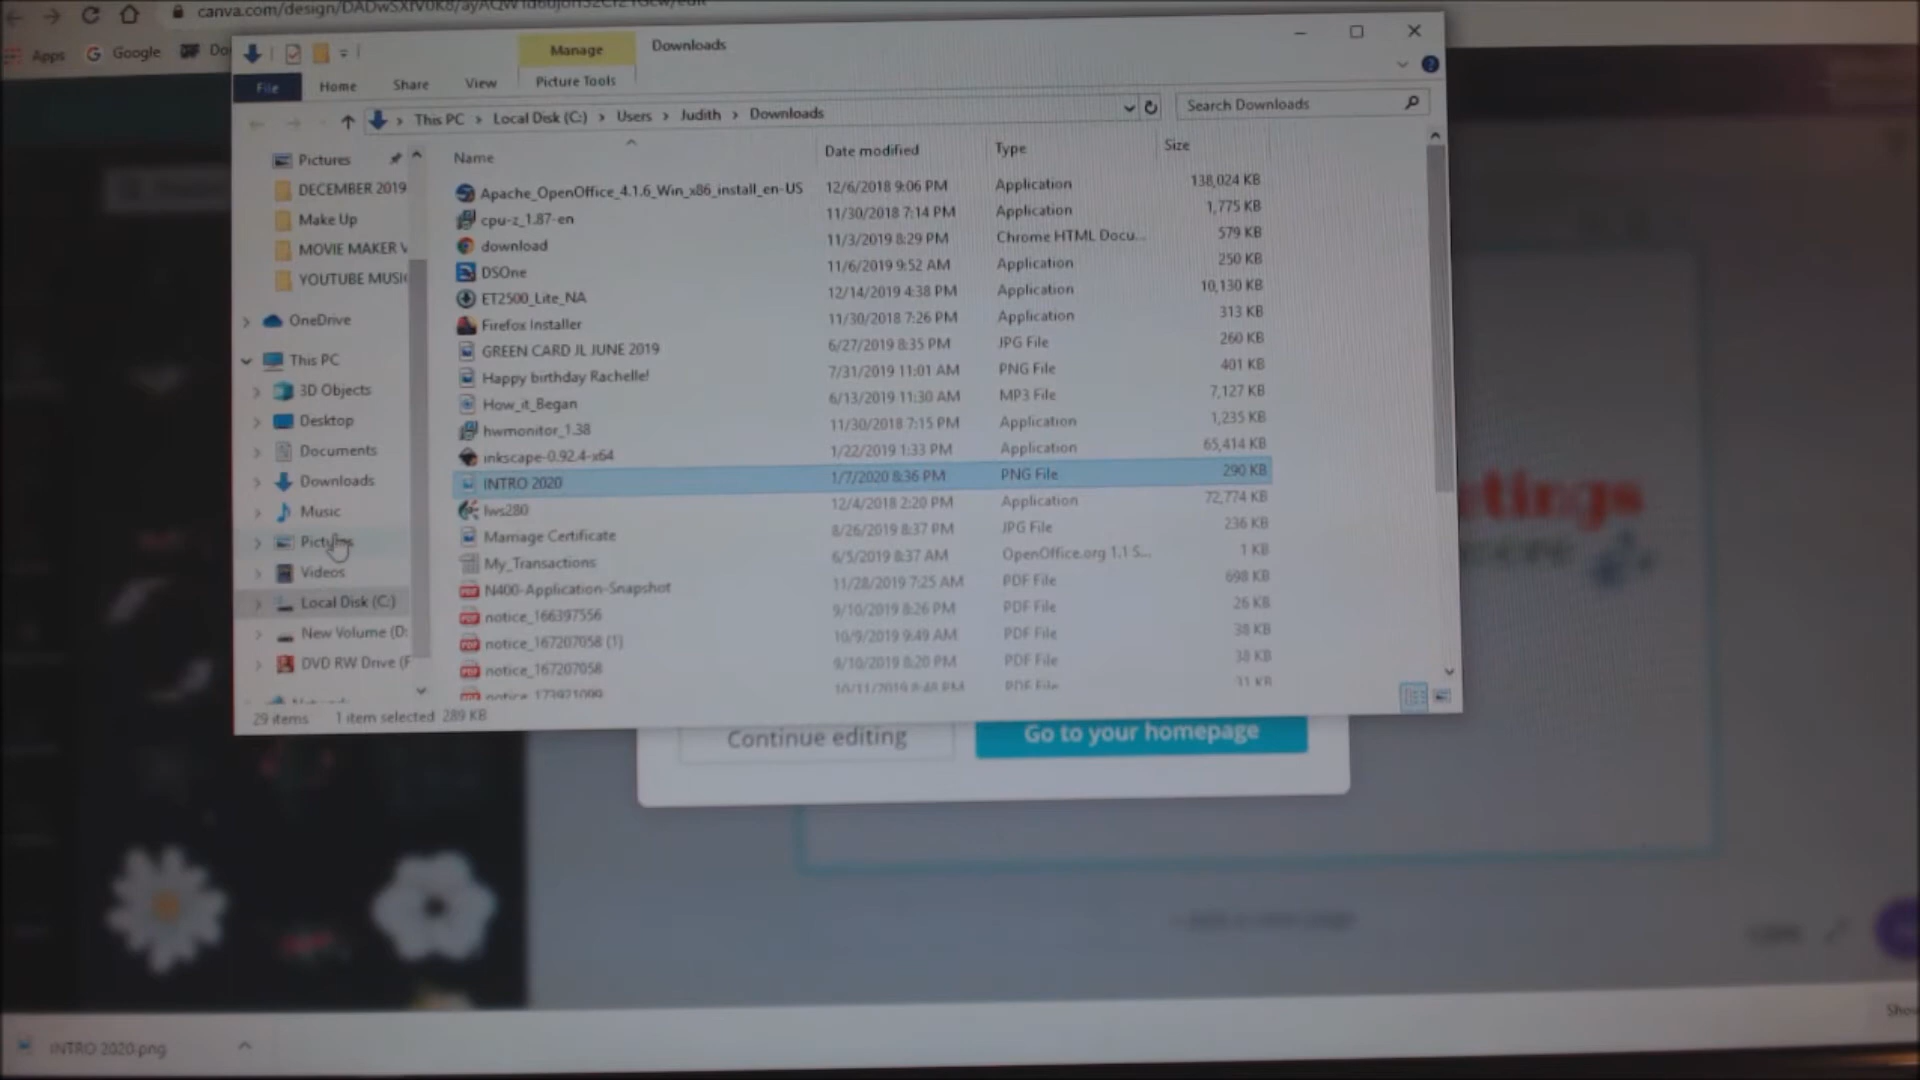 canva.com/design/
Apps Google
Manage Downloads
File Home Share View Picture Tools
This PC > Local Disk (C:) > Users > Judith > Downloads
Search Downloads
Name Date modified Type Size
Pictures
DECEMBER 2019
Make Up
MOVIE MAKER V
YOUTUBE MUSI
OneDrive
This PC
3D Objects
Desktop
Documents
Downloads
Music
Pictures
Videos
Local Disk (C:)
New Volume (D:
DVD RW Drive (F
Apache_OpenOffice_4.1.6_Win_x86_install_en-US 12/6/2018 9:06 PM Application 138,024 KB
cpu-z_1.87-en 11/30/2018 7:14 PM Application 1,775 KB
download 11/3/2019 8:29 PM Chrome HTML Docu... 579 KB
DSOne 11/6/2019 9:52 AM Application 250 KB
ET2500_Lite_NA 12/14/2019 4:38 PM Application 10,130 KB
Firefox Installer 11/30/2018 7:26 PM Application 313 KB
GREEN CARD JL JUNE 2019 6/27/2019 8:35 PM JPG File 260 KB
Happy birthday Rachelle! 7/31/2019 11:01 AM PNG File 401 KB
How_it_Began 6/13/2019 11:30 AM MP3 File 7,127 KB
hwmonitor_1.38 11/30/2018 7:15 PM Application 1,235 KB
inkscape-0.92.4-x64 1/22/2019 1:33 PM Application 65,414 KB
INTRO 2020 1/7/2020 8:36 PM PNG File 290 KB
lws280 12/4/2018 2:20 PM Application 72,774 KB
Marriage Certificate 8/26/2019 8:37 PM JPG File 236 KB
My_Transactions 6/5/2019 8:37 AM OpenOffice.org 1.1 S... 1 KB
N400-Application-Snapshot 11/28/2019 7:25 AM PDF File 698 KB
notice_166397556 9/10/2019 8:26 PM PDF File 26 KB
notice_167207058 (1) 10/9/2019 9:49 AM PDF File 38 KB
notice_167207058 9/10/2019 8:20 PM PDF File 38 KB
notice_173921099 10/11/2019 8:48 PM PDF File 31 KB
29 items 1 item selected 289 KB
tings
Continue editing Go to your homepage
INTRO 2020.png